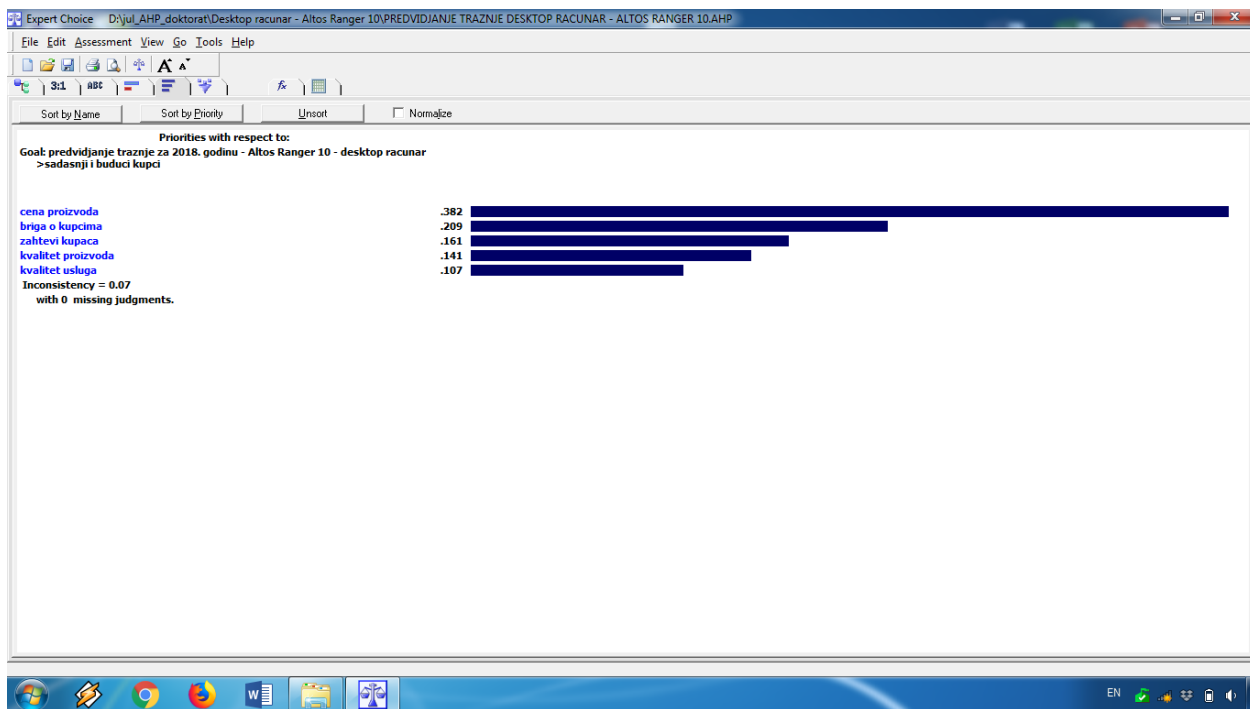 Expert Choice D:\jul_AHP_doktorat\Desktop racunar - Altos Ranger 10\PREDVIDJANJE TRAZNJE DESKTOP RACUNAR - ALTOS RANGER 10.AHP
File Edit Assessment View Go Tools Help
A A
3:1 ABC fx
Sort by Name Sort by Priority Unsort Normalize
Priorities with respect to:
Goal: predvidjanje traznje za 2018. godinu - Altos Ranger 10 - desktop racunar
>sadasnji i buduci kupci
cena proizvoda .382
briga o kupcima .209
zahtevi kupaca .161
kvalitet proizvoda .141
kvalitet usluga .107
Inconsistency = 0.07
with 0 missing judgments.
W EN